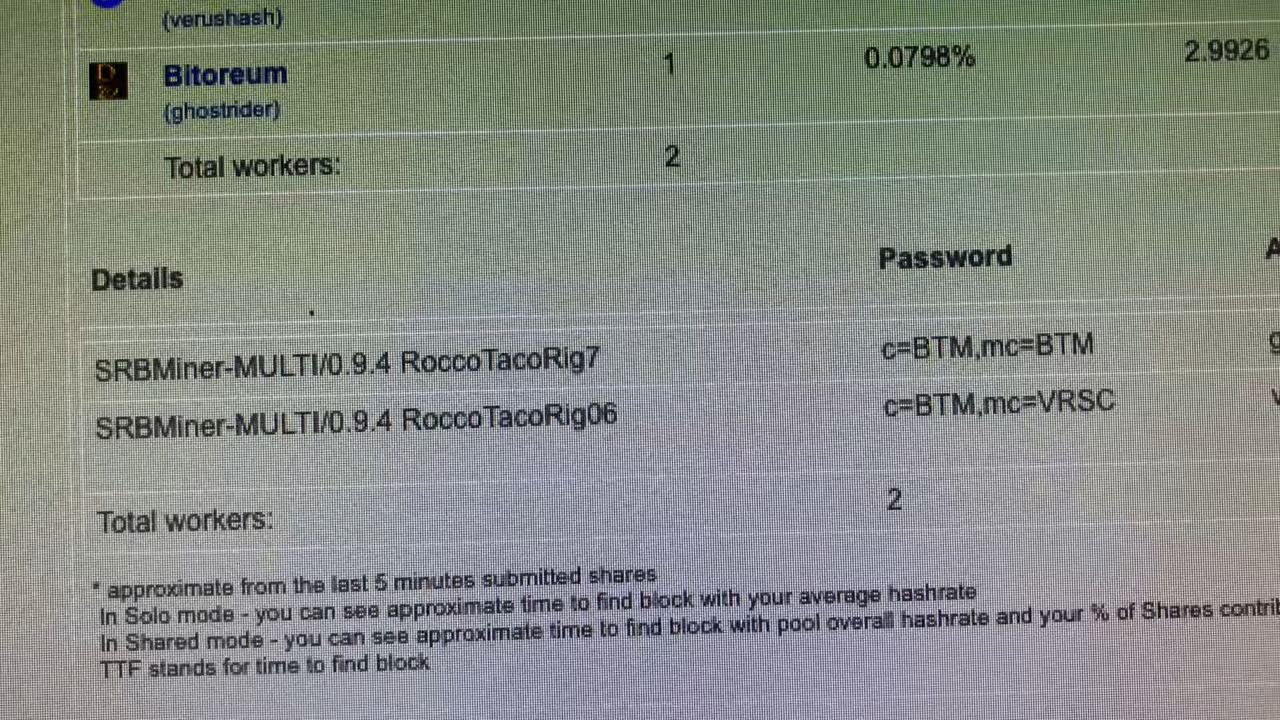 (verushash)
Bitoreum 1 0.0798% 2.9926
(ghostrider)
Total workers: 2
Details Password
SRBMiner-MULTI/0.9.4 RoccoTacoRig7 c=BTM,mc=BTM
SRBMiner-MULTI/0.9.4 RoccoTacoRig06 c=BTM,mc=VRSC
Total workers: 2
* approximate from the last 5 minutes submitted shares
In Solo mode - you can see approximate time to find block with your average hashrate
In Shared mode - you can see approximate time to find block with pool overall hashrate and your % of Shares contri
TTF stands for time to find block